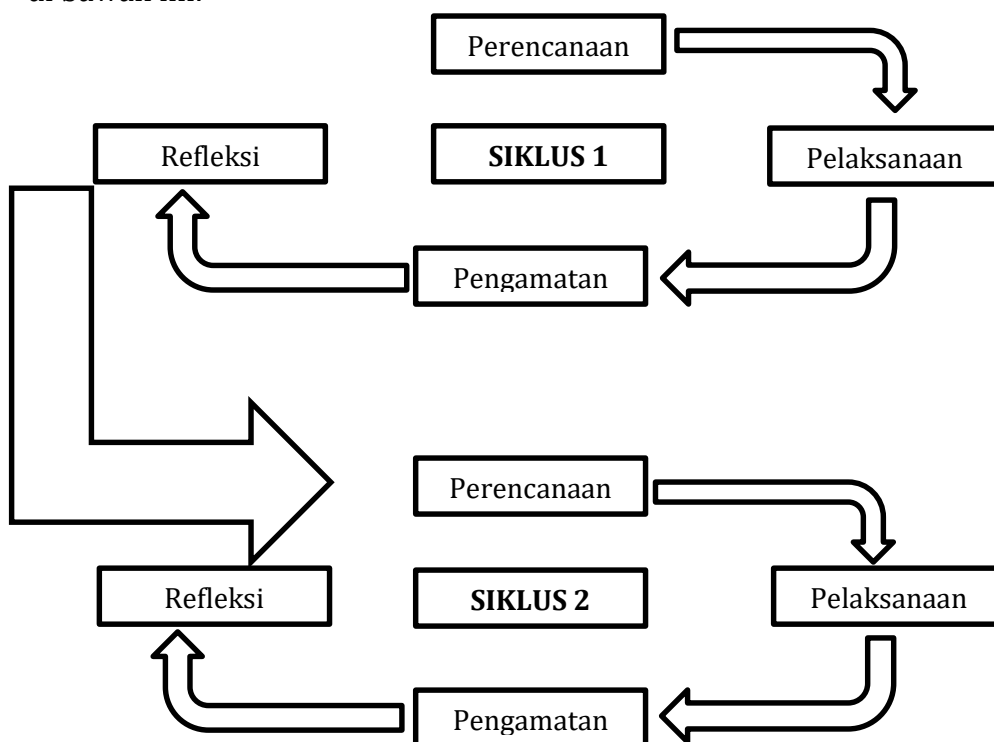 Perencanaan
Refleksi
SIKLUS 1
Pelaksanaan
Pengamatan
Perencanaan
Refleksi
SIKLUS 2
Pelaksanaan
Pengamatan